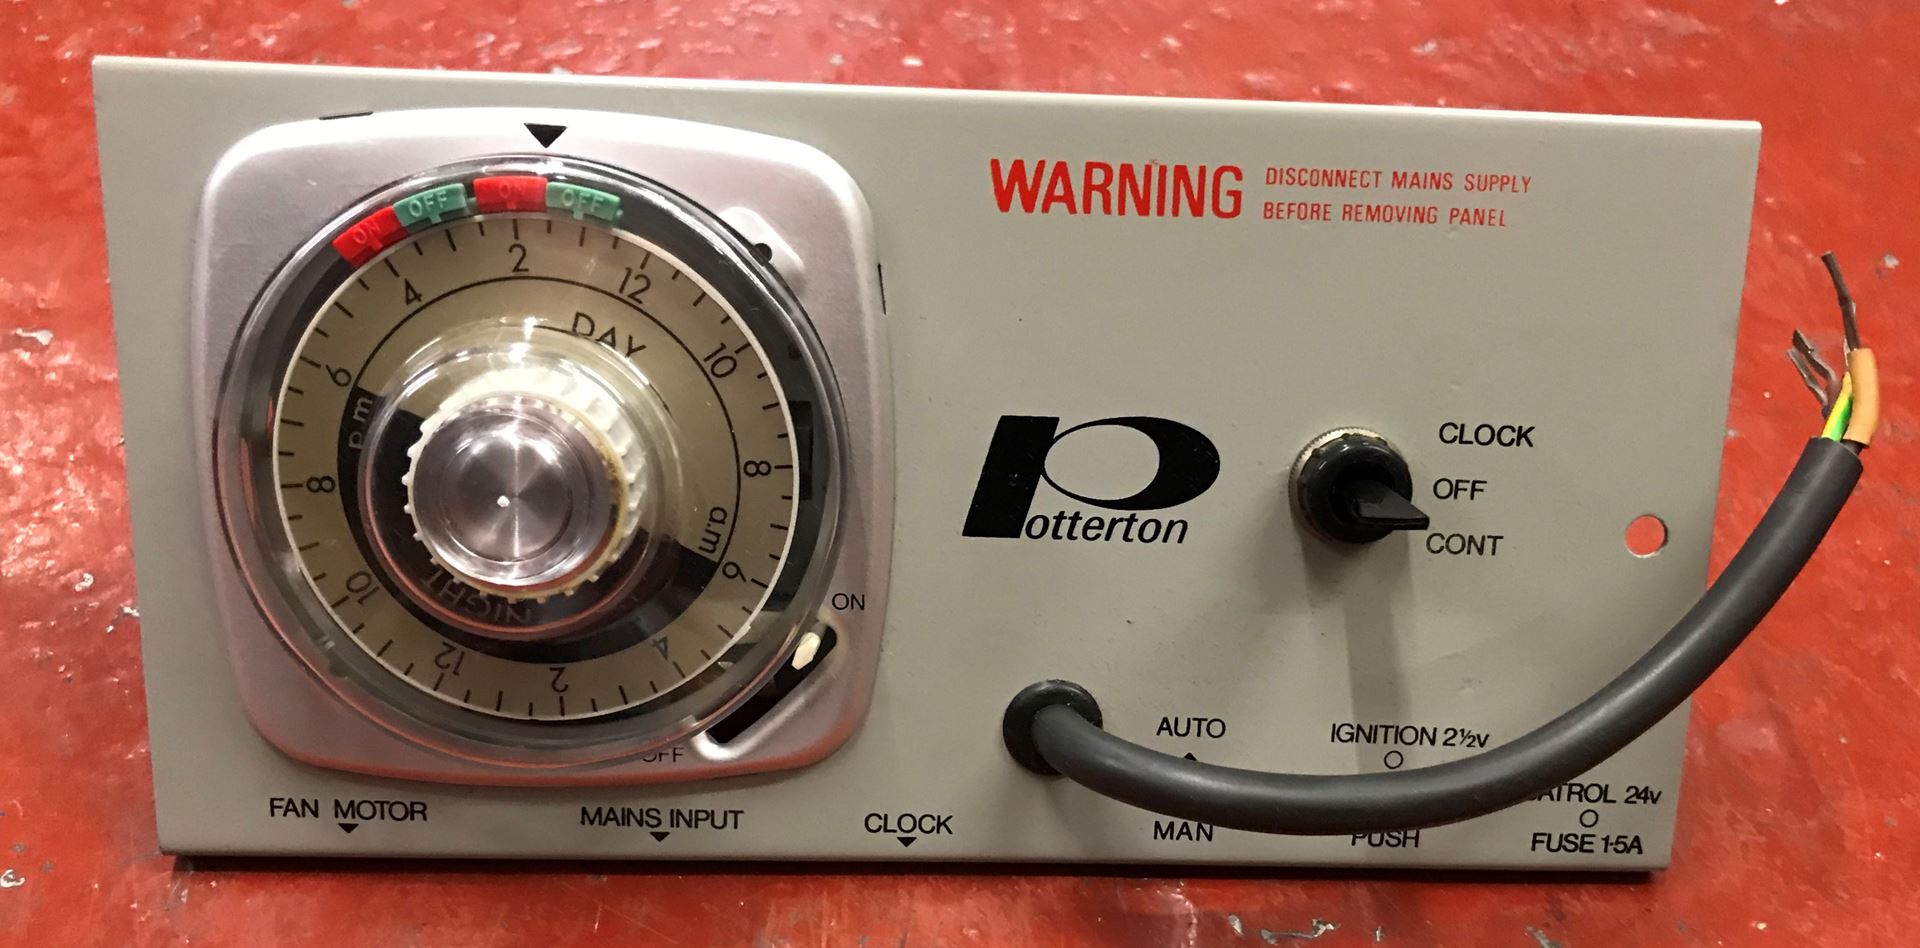 ON
OFF
ON
OFF
2
12
4
DAY
10
6
p.m
8
8
a.m
6
10
NIGHT
4
12
2
ON
OFF
WARNING
DISCONNECT MAINS SUPPLY
BEFORE REMOVING PANEL
Potterton
CLOCK
OFF
CONT
FAN MOTOR
MAINS INPUT
CLOCK
AUTO
MAN
IGNITION 2½v
PUSH
24v
FUSE 1·5A